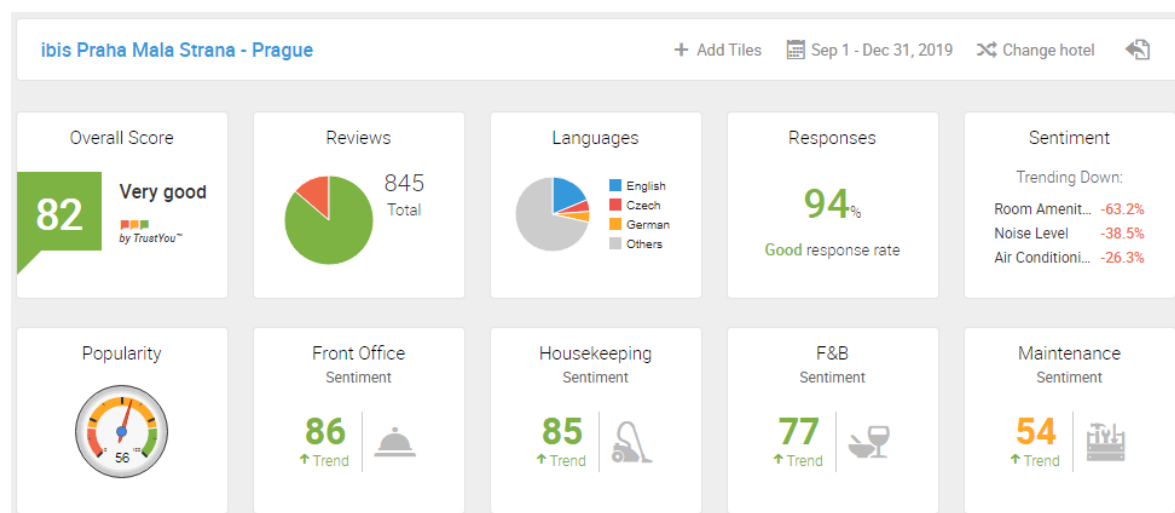 ibis Praha Mala Strana - Prague
+ Add Tiles
Sep 1 - Dec 31, 2019
Change hotel
Overall Score
82
Very good
by TrustYou™
Reviews
845
Total
Languages
English
Czech
German
Others
Responses
94%
Good response rate
Sentiment
Trending Down:
Room Amenit... -63.2%
Noise Level -38.5%
Air Conditioni... -26.3%
Popularity
56
Front Office
Sentiment
86
Trend
Housekeeping
Sentiment
85
Trend
F&B
Sentiment
77
Trend
Maintenance
Sentiment
54
Trend